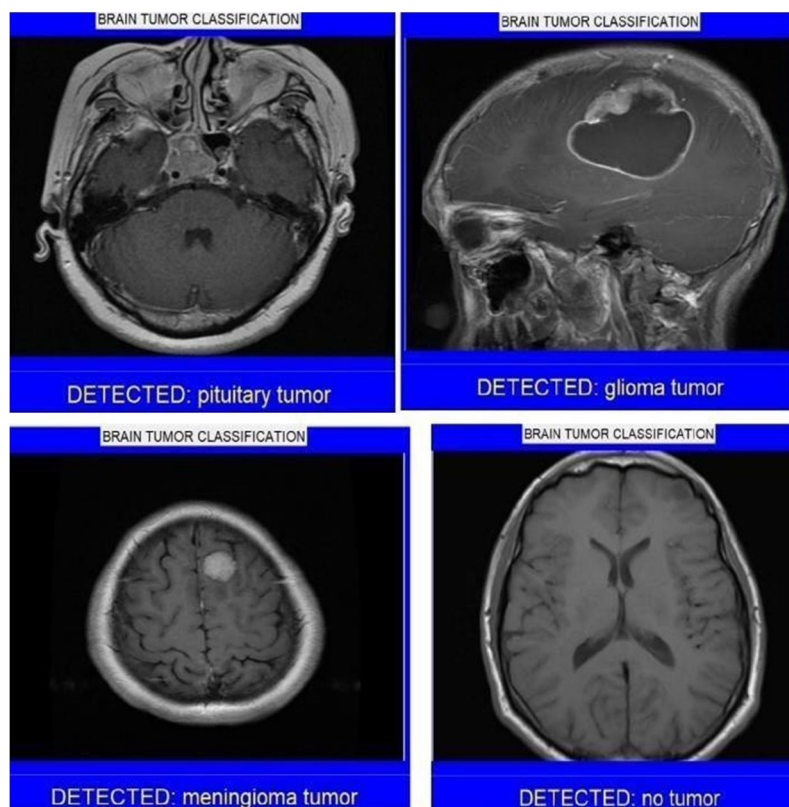 BRAIN TUMOR CLASSIFICATION
DETECTED: pituitary tumor
BRAIN TUMOR CLASSIFICATION
DETECTED: glioma tumor
BRAIN TUMOR CLASSIFICATION
DETECTED: meningioma tumor
BRAIN TUMOR CLASSIFICATION
DETECTED: no tumor